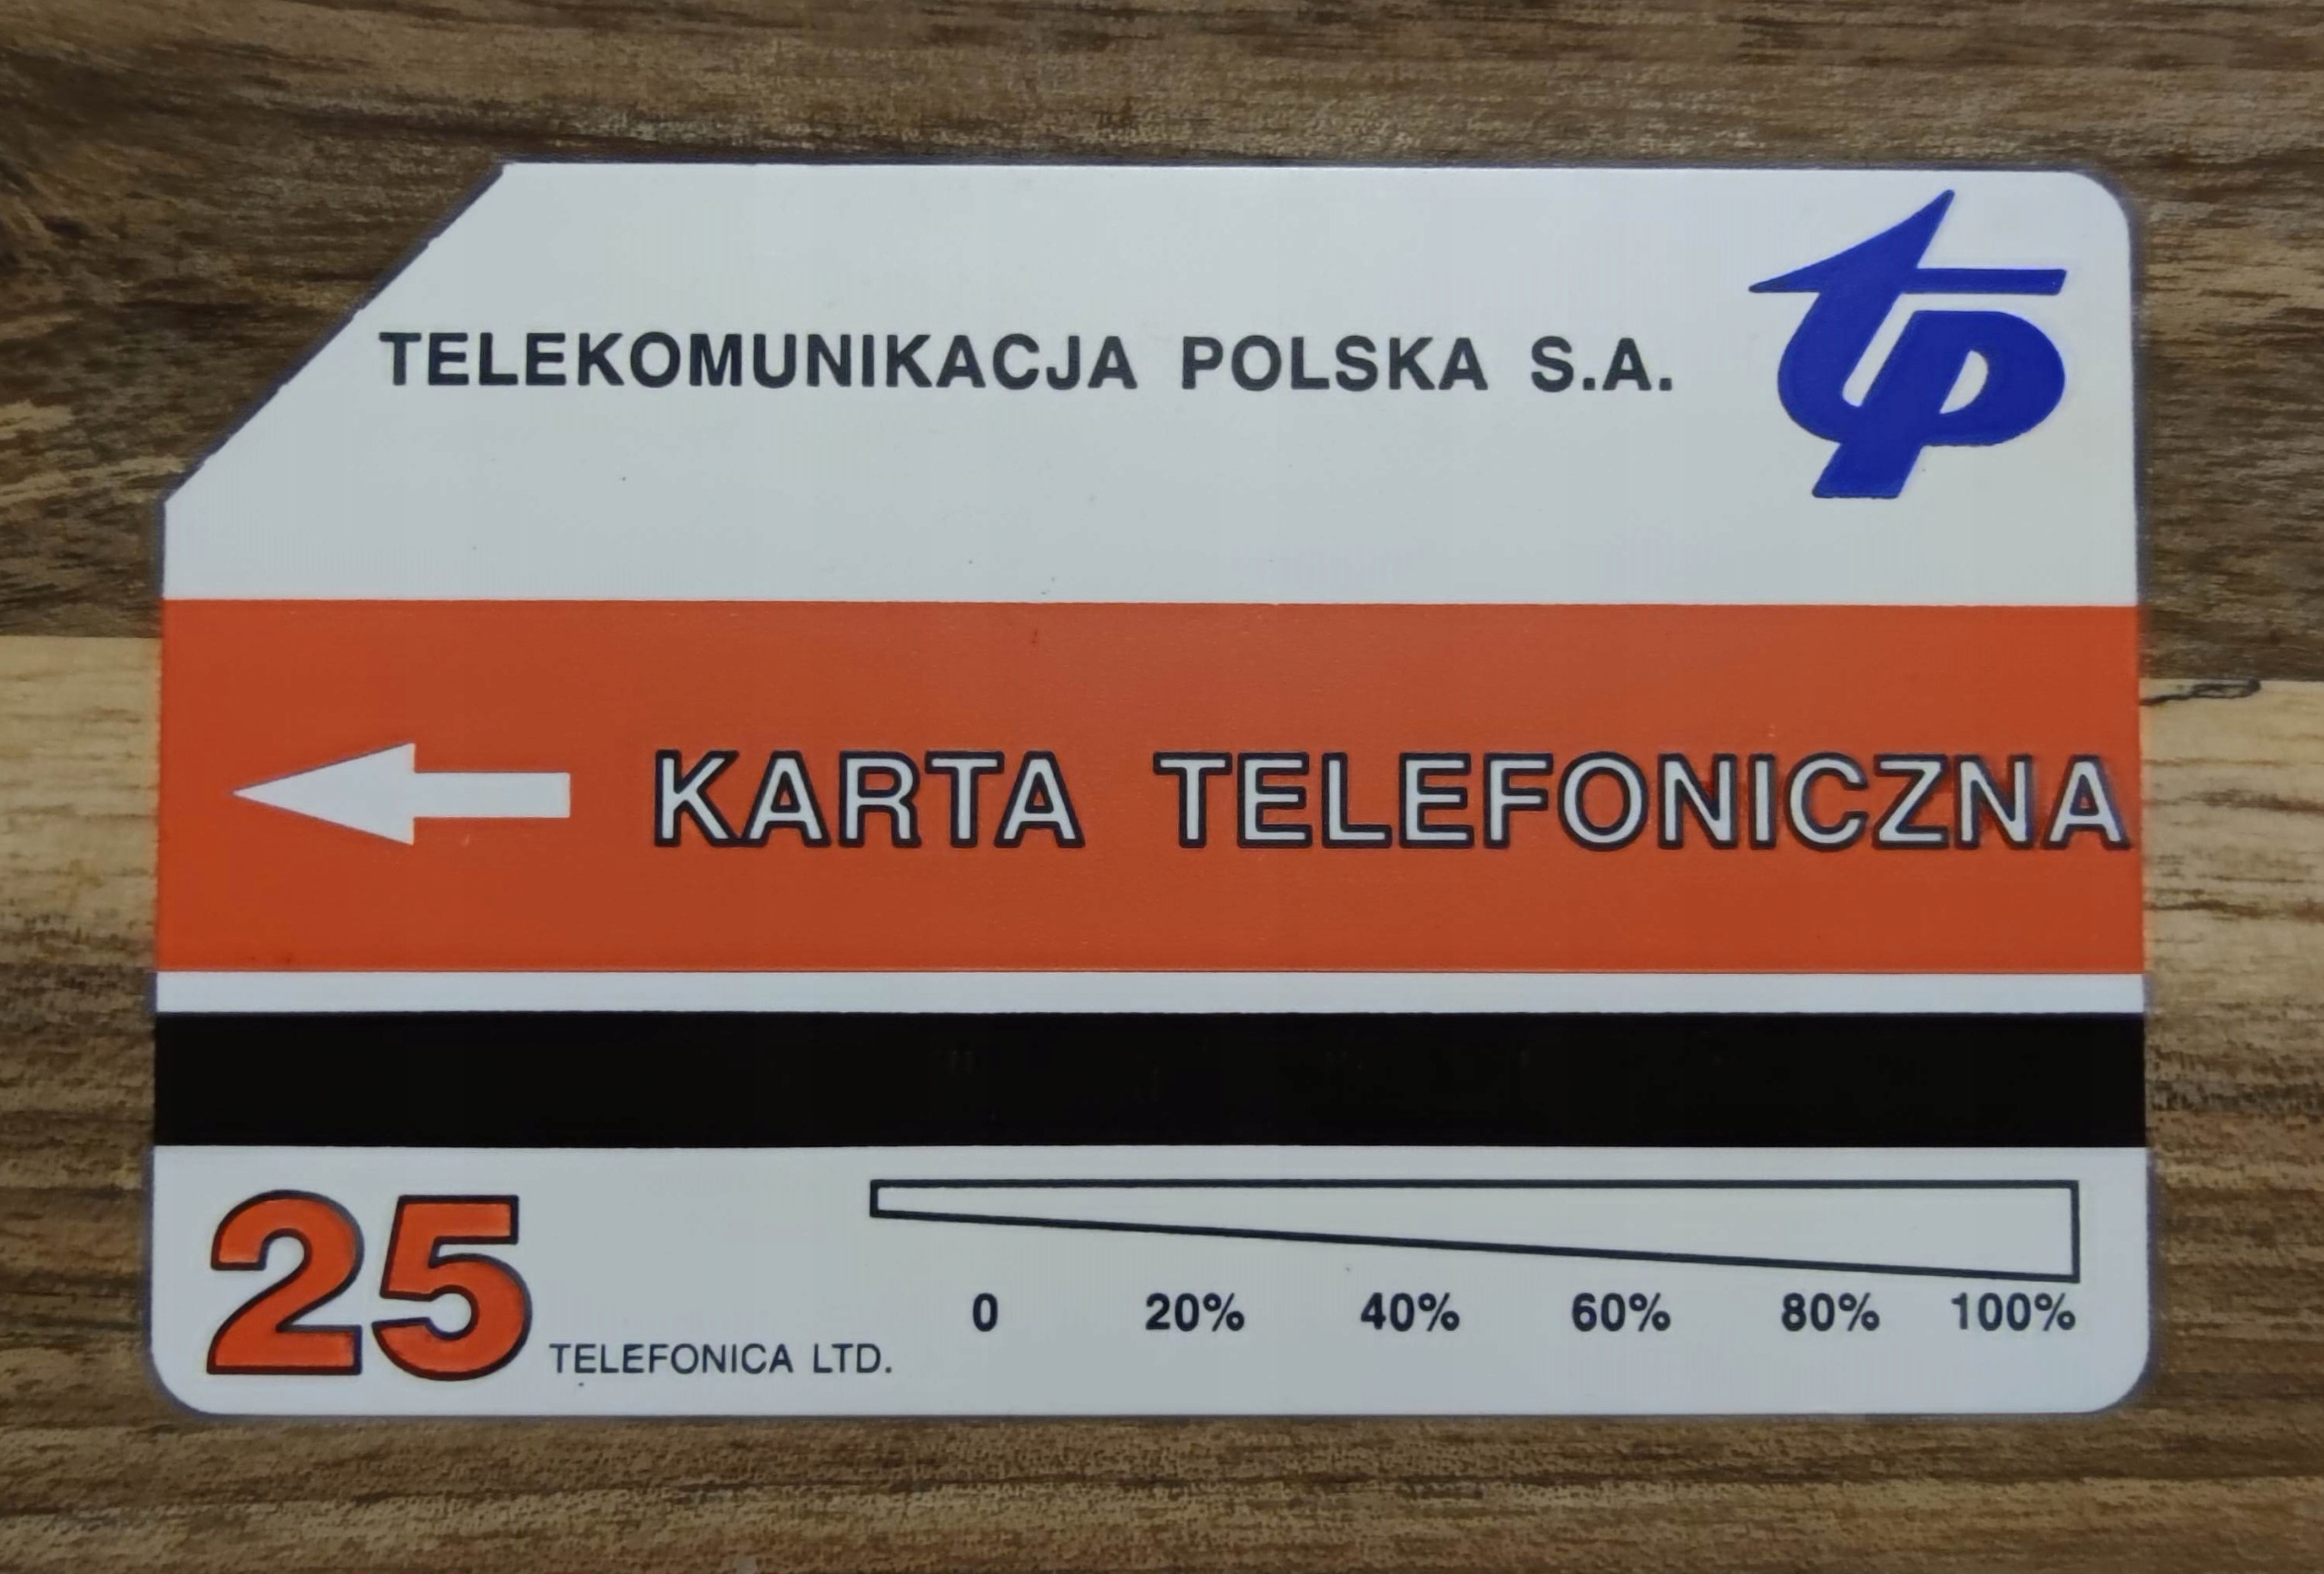 TELEKOMUNIKACJA POLSKA S.A.
tp
KARTA TELEFONICZNA
25
TELEFONICA LTD.
0 20% 40% 60% 80% 100%